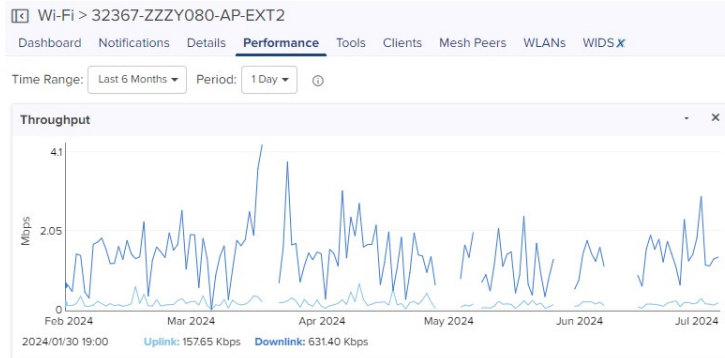 Wi-Fi > 32367-ZZZY080-AP-EXT2
Dashboard Notifications Details Performance Tools Clients Mesh Peers WLANs WIDS X
Time Range: Last 6 Months Period: 1 Day
Throughput
4.1
2.05
0
Mbps
Feb 2024 Mar 2024 Apr 2024 May 2024 Jun 2024 Jul 2024
2024/01/30 19:00 Uplink: 157.65 Kbps Downlink: 631.40 Kbps